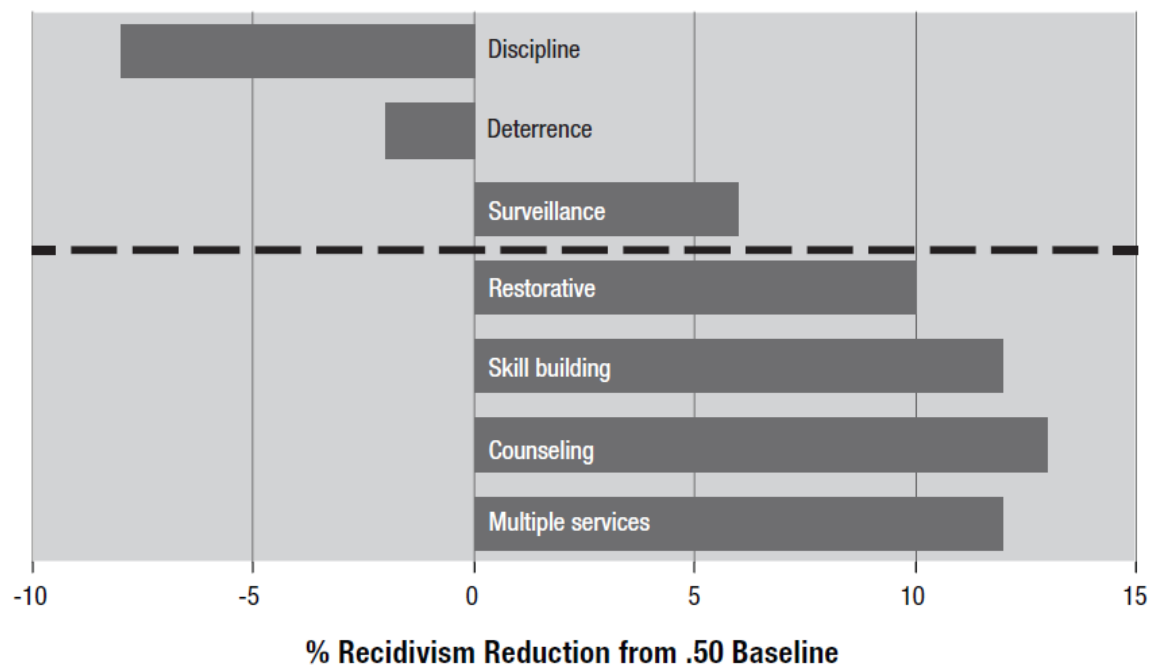 Discipline
Deterrence
Surveillance
Restorative
Skill building
Counseling
Multiple services
-10 -5 0 5 10 15
% Recidivism Reduction from .50 Baseline